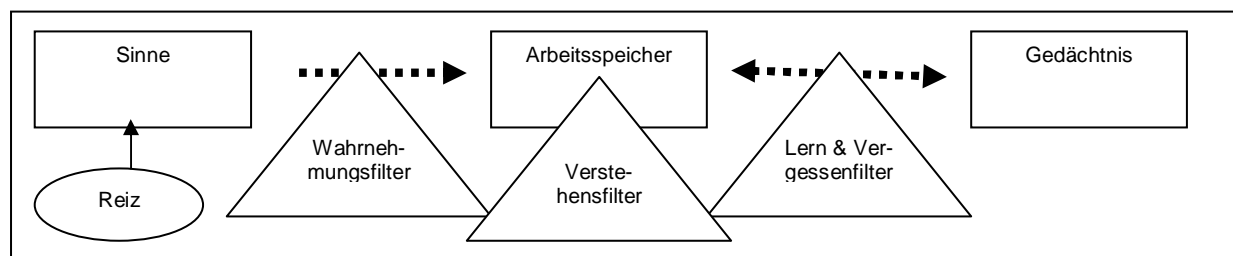 Sinne
Arbeitsspeicher
Gedächtnis
Wahrneh-
mungsfilter
Verste-
hensfilter
Lern & Ver-
gessenfilter
Reiz